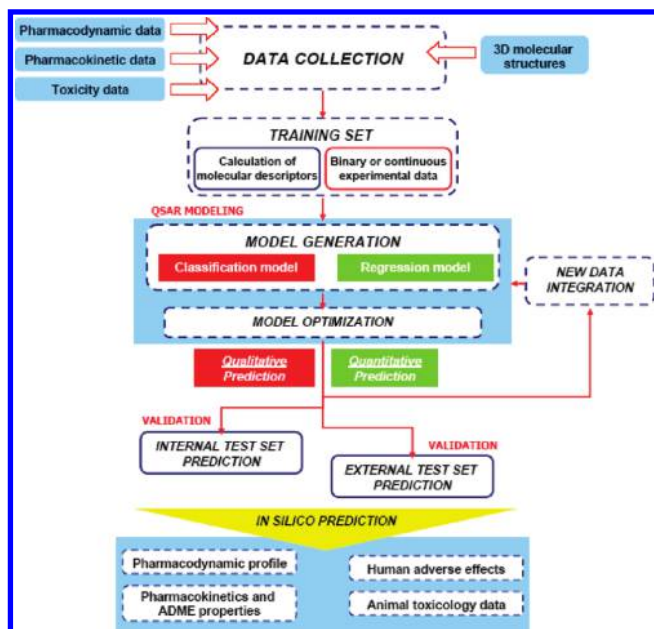 Pharmacodynamic data
Pharmacokinetic data
Toxicity data
DATA COLLECTION
3D molecular
structures
TRAINING SET
Calculation of
molecular descriptors
Binary or continuous
experimental data
QSAR MODELING
MODEL GENERATION
Classification model
Regression model
NEW DATA
INTEGRATION
MODEL OPTIMIZATION
Qualitative
Prediction
Quantitative
Prediction
VALIDATION
INTERNAL TEST SET
PREDICTION
VALIDATION
EXTERNAL TEST SET
PREDICTION
IN SILICO PREDICTION
Pharmacodynamic profile
Human adverse effects
Pharmacokinetics and
ADME properties
Animal toxicology data